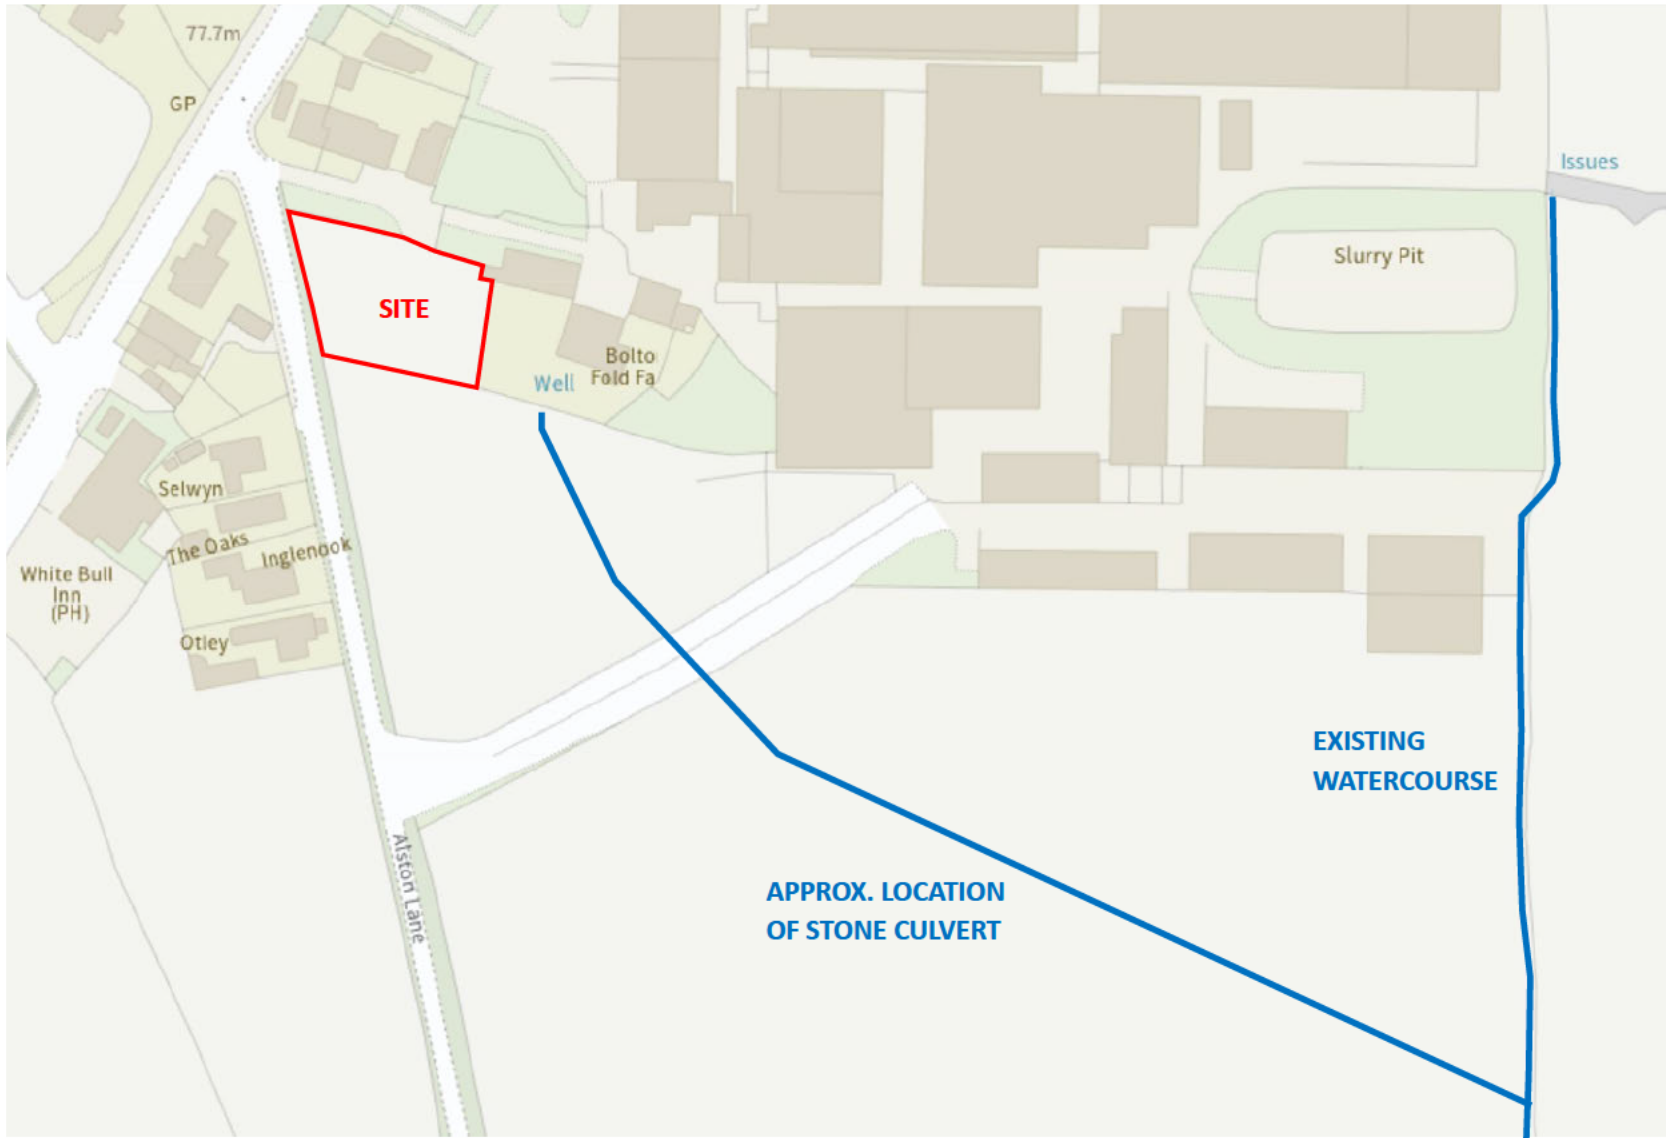 77.7m
GP
Issues
Slurry Pit
SITE
Bolto
Fold Fa
Well
Selwyn
The Oaks
Inglenook
White Bull
Inn
(PH)
Otley
EXISTING
WATERCOURSE
APPROX. LOCATION
OF STONE CULVERT
Alston Lane